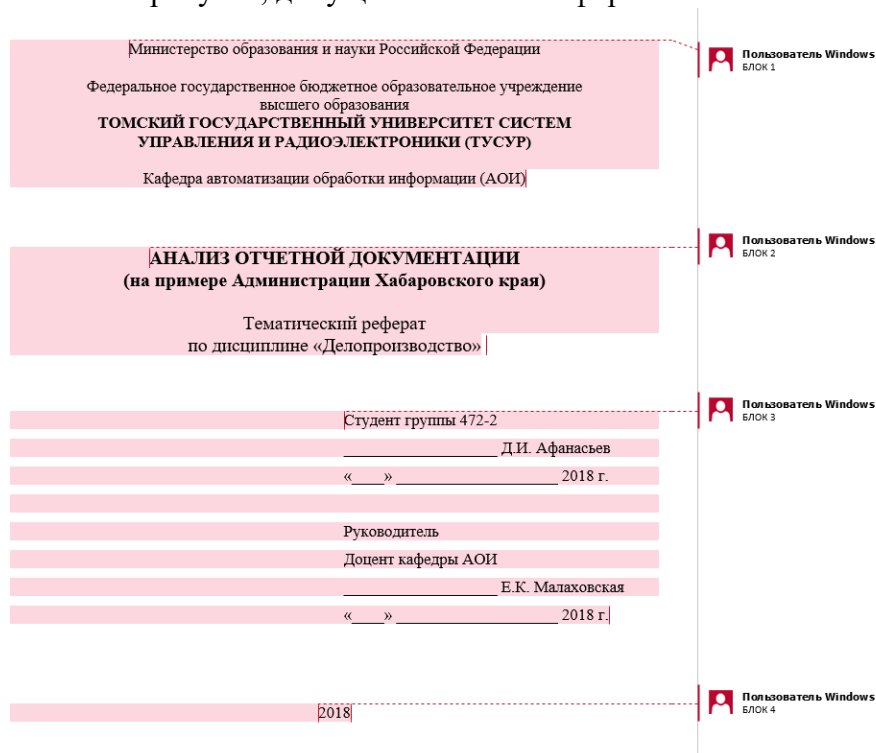 Министерство образования и науки Российской Федерации
Пользователь Windows
БЛОК 1
Федеральное государственное бюджетное образовательное учреждение
высшего образования
ТОМСКИЙ ГОСУДАРСТВЕННЫЙ УНИВЕРСИТЕТ СИСТЕМ
УПРАВЛЕНИЯ И РАДИОЭЛЕКТРОНИКИ (ТУСУР)
Кафедра автоматизации обработки информации (АОИ)
Пользователь Windows
БЛОК 2
АНАЛИЗ ОТЧЕТНОЙ ДОКУМЕНТАЦИИ
(на примере Администрации Хабаровского края)
Тематический реферат
по дисциплине «Делопроизводство»
Пользователь Windows
БЛОК 3
Студент группы 472-2
___________________ Д.И. Афанасьев
«____» ____________________ 2018 г.
Руководитель
Доцент кафедры АОИ
___________________ Е.К. Малаховская
«____» ____________________ 2018 г.
Пользователь Windows
БЛОК 4
2018